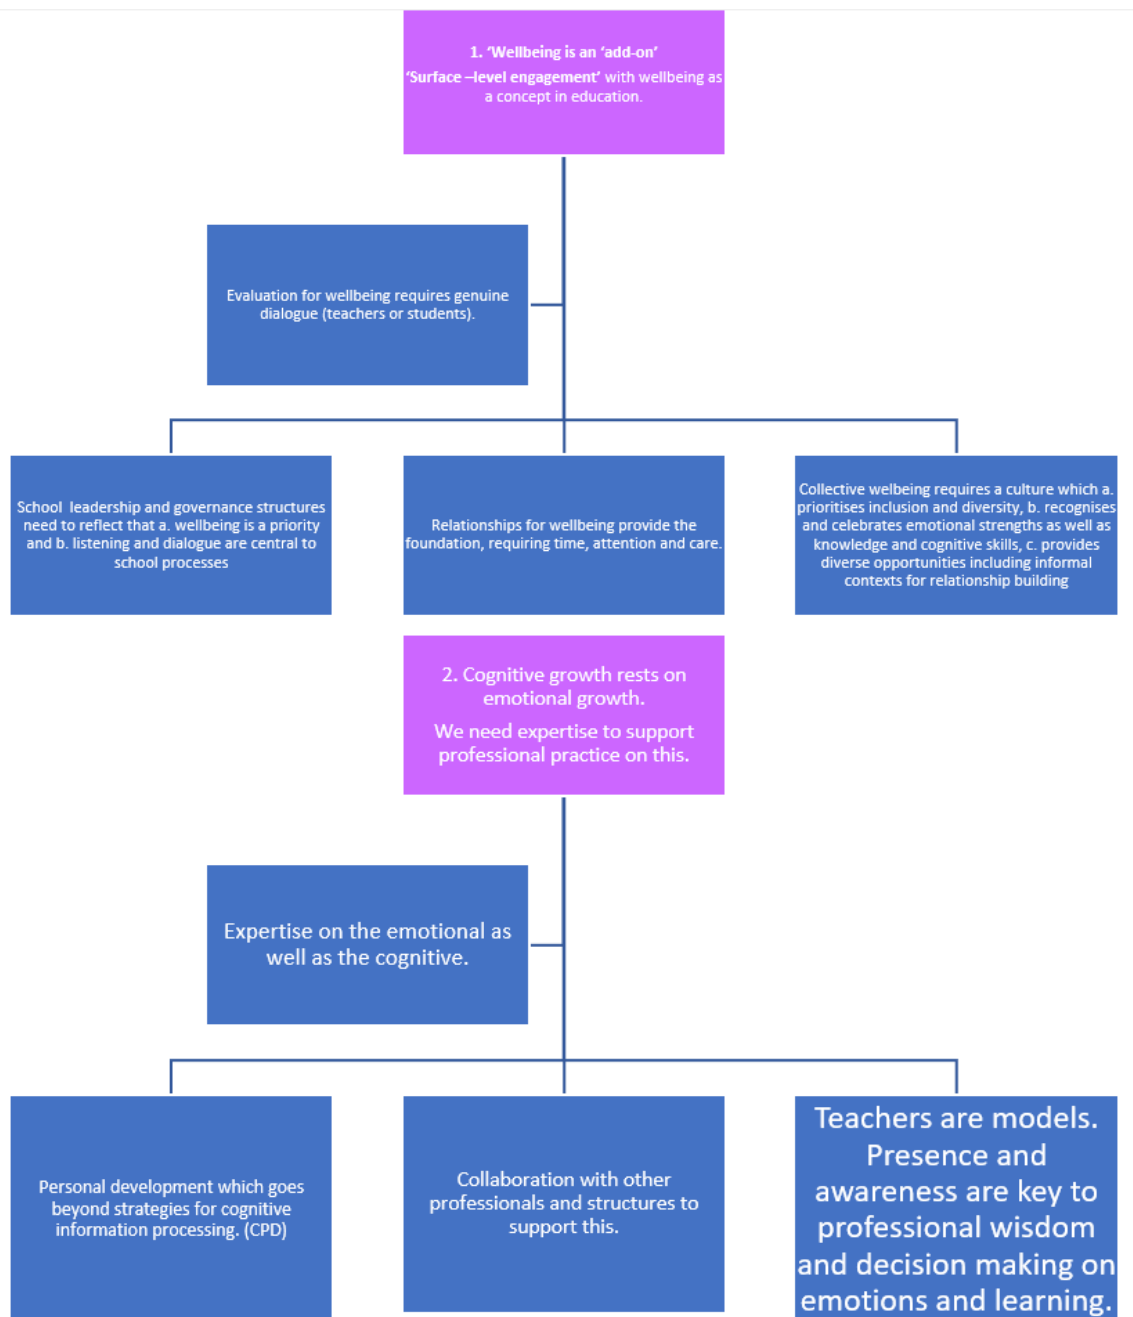 1. ‘Wellbeing is an ‘add-on’
‘Surface –level engagement’ with wellbeing as
a concept in education.
Evaluation for wellbeing requires genuine
dialogue (teachers or students).
School leadership and governance structures
need to reflect that a. wellbeing is a priority
and b. listening and dialogue are central to
school processes
Relationships for wellbeing provide the
foundation, requiring time, attention and care.
Collective welbeing requires a culture which a.
prioritises inclusion and diversity, b. recognises
and celebrates emotional strengths as well as
knowledge and cognitive skills, c. provides
diverse opportunities including informal
contexts for relationship building
2. Cognitive growth rests on
emotional growth.
We need expertise to support
professional practice on this.
Expertise on the emotional as
well as the cognitive.
Personal development which goes
beyond strategies for cognitive
information processing. (CPD)
Collaboration with other
professionals and structures to
support this.
Teachers are models.
Presence and
awareness are key to
professional wisdom
and decision making on
emotions and learning.